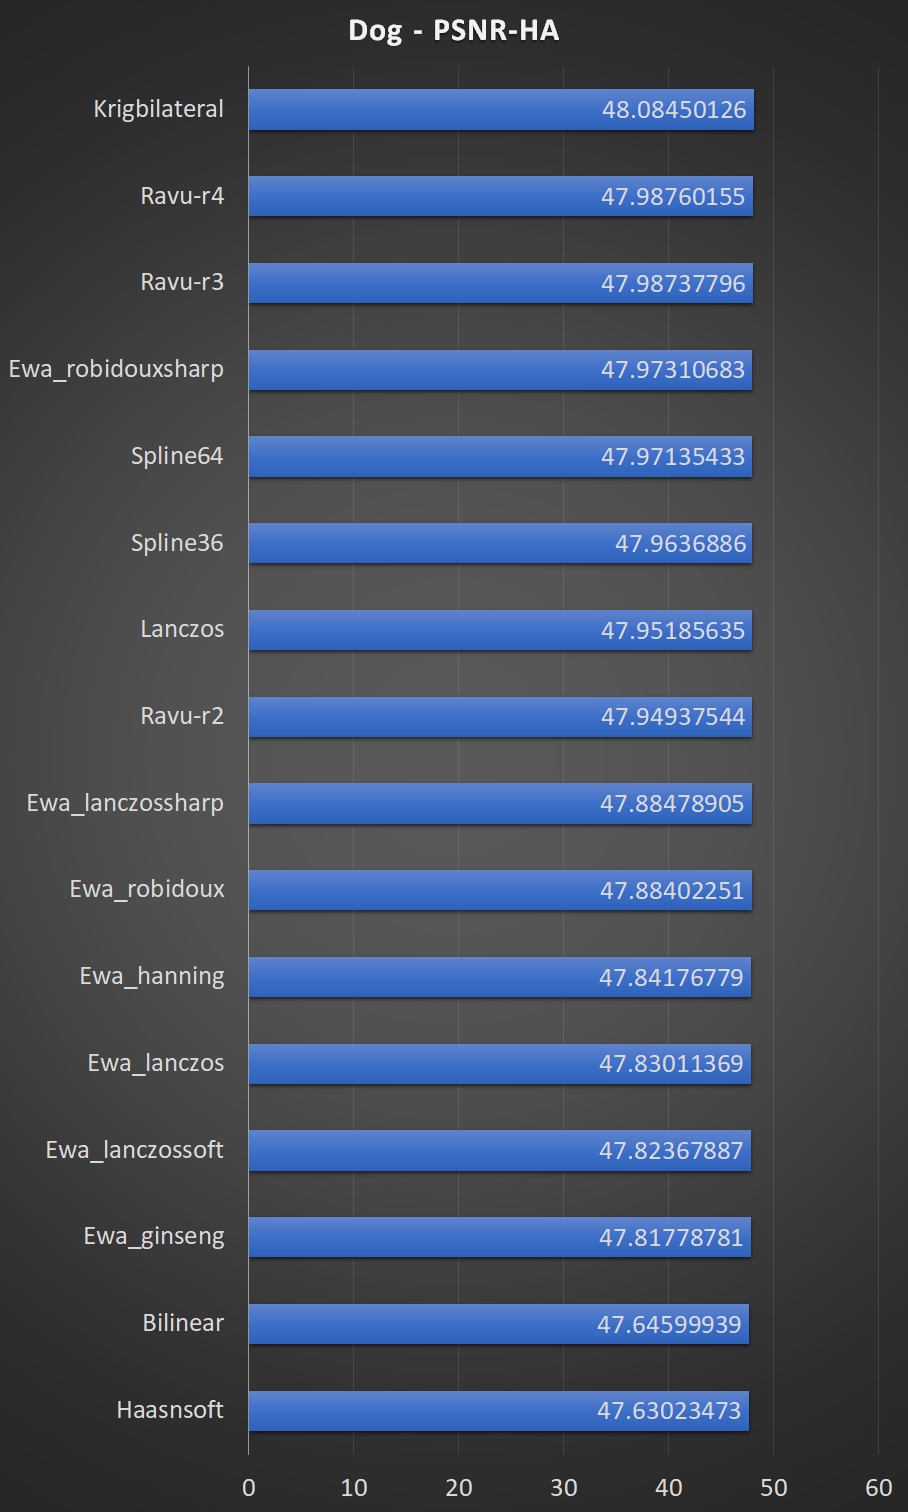 Dog - PSNR-HA
Krigbilateral 48.08450126
Ravu-r4 47.98760155
Ravu-r3 47.98737796
Ewa_robidouxsharp 47.97310683
Spline64 47.97135433
Spline36 47.9636886
Lanczos 47.95185635
Ravu-r2 47.94937544
Ewa_lanczossharp 47.88478905
Ewa_robidoux 47.88402251
Ewa_hanning 47.84176779
Ewa_lanczos 47.83011369
Ewa_lanczossoft 47.82367887
Ewa_ginseng 47.81778781
Bilinear 47.64599939
Haasnsoft 47.63023473
0 10 20 30 40 50 60